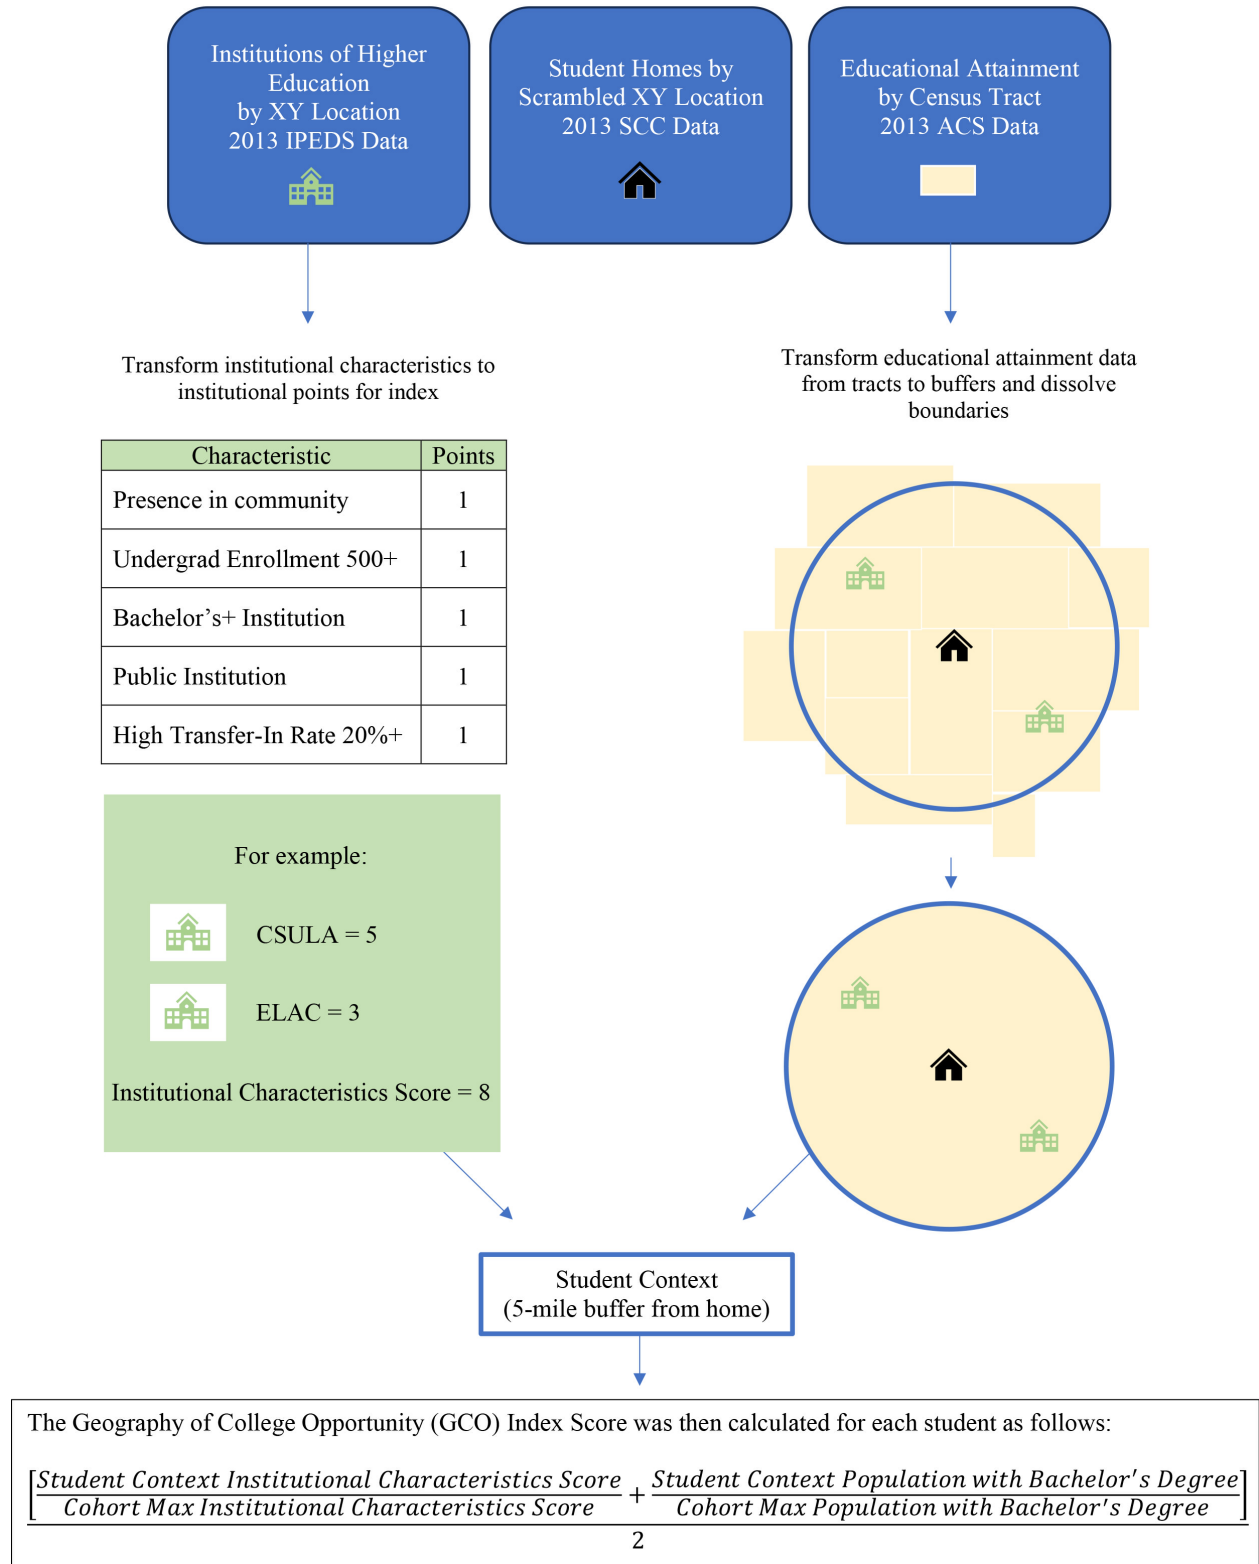 Institutions of Higher
Education
by XY Location
2013 IPEDS Data
Student Homes by
Scrambled XY Location
2013 SCC Data
Educational Attainment
by Census Tract
2013 ACS Data
Transform institutional characteristics to
institutional points for index
Transform educational attainment data
from tracts to buffers and dissolve
boundaries
Characteristic Points
Presence in community 1
Undergrad Enrollment 500+ 1
Bachelor’s+ Institution 1
Public Institution 1
High Transfer-In Rate 20%+ 1
For example:
CSULA = 5
ELAC = 3
Institutional Characteristics Score = 8
Student Context
(5-mile buffer from home)
The Geography of College Opportunity (GCO) Index Score was then calculated for each student as follows:
[Student Context Institutional Characteristics Score + Student Context Population with Bachelor's Degree]
Cohort Max Institutional Characteristics Score Cohort Max Population with Bachelor's Degree
2